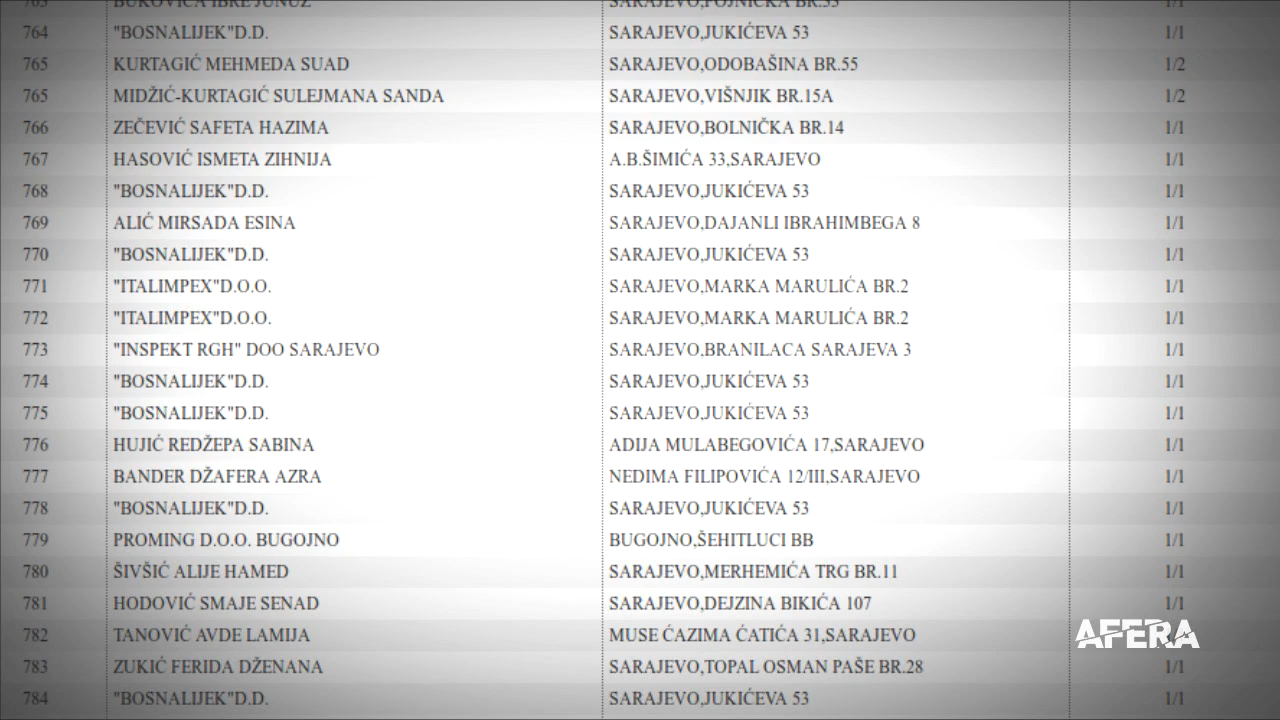 763 BUKOVICA IBRE JUNUZ SARAJEVO,FOJNIČKA BR.33 1/1
764 "BOSNALIJEK"D.D. SARAJEVO,JUKIĆEVA 53 1/1
765 KURTAGIĆ MEHMEDA SUAD SARAJEVO,ODOBAŠINA BR.55 1/2
765 MIDŽIĆ-KURTAGIĆ SULEJMANA SANDA SARAJEVO,VIŠNJIK BR.15A 1/2
766 ZEČEVIĆ SAFETA HAZIMA SARAJEVO,BOLNIČKA BR.14 1/1
767 HASOVIĆ ISMETA ZIHNIJA A.B.ŠIMIĆA 33,SARAJEVO 1/1
768 "BOSNALIJEK"D.D. SARAJEVO,JUKIĆEVA 53 1/1
769 ALIĆ MIRSADA ESINA SARAJEVO,DAJANLI IBRAHIMBEGA 8 1/1
770 "BOSNALIJEK"D.D. SARAJEVO,JUKIĆEVA 53 1/1
771 "ITALIMPEX"D.O.O. SARAJEVO,MARKA MARULIĆA BR.2 1/1
772 "ITALIMPEX"D.O.O. SARAJEVO,MARKA MARULIĆA BR.2 1/1
773 "INSPEKT RGH" DOO SARAJEVO SARAJEVO,BRANILACA SARAJEVA 3 1/1
774 "BOSNALIJEK"D.D. SARAJEVO,JUKIĆEVA 53 1/1
775 "BOSNALIJEK"D.D. SARAJEVO,JUKIĆEVA 53 1/1
776 HUJIĆ REDŽEPA SABINA ADIJA MULABEGOVIĆA 17,SARAJEVO 1/1
777 BANDER DŽAFERA AZRA NEDIMA FILIPOVIĆA 12/III,SARAJEVO 1/1
778 "BOSNALIJEK"D.D. SARAJEVO,JUKIĆEVA 53 1/1
779 PROMING D.O.O. BUGOJNO BUGOJNO,ŠEHITLUCI BB 1/1
780 ŠIVŠIĆ ALIJE HAMED SARAJEVO,MERHEMIĆA TRG BR.11 1/1
781 HODOVIĆ SMAJE SENAD SARAJEVO,DEJZINA BIKIĆA 107 1/1
782 TANOVIĆ AVDE LAMIJA MUSE ĆAZIMA ĆATIĆA 31,SARAJEVO
AFERA
783 ZUKIĆ FERIDA DŽENANA SARAJEVO,TOPAL OSMAN PAŠE BR.28 1/1
784 "BOSNALIJEK"D.D. SARAJEVO,JUKIĆEVA 53 1/1